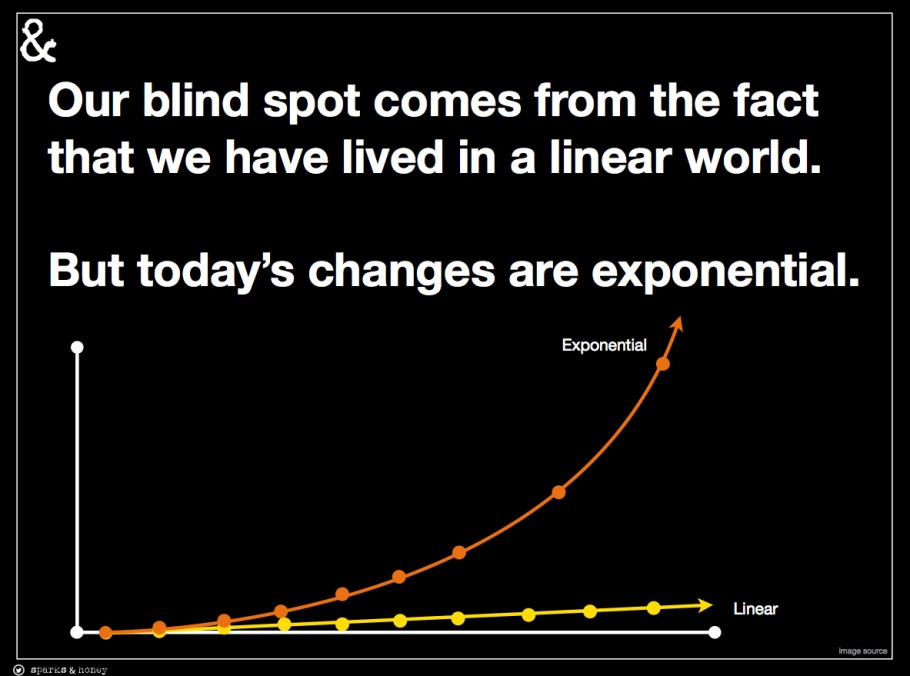 &
Our blind spot comes from the fact
that we have lived in a linear world.
But today’s changes are exponential.
Exponential
Linear
image source
sparks & honey